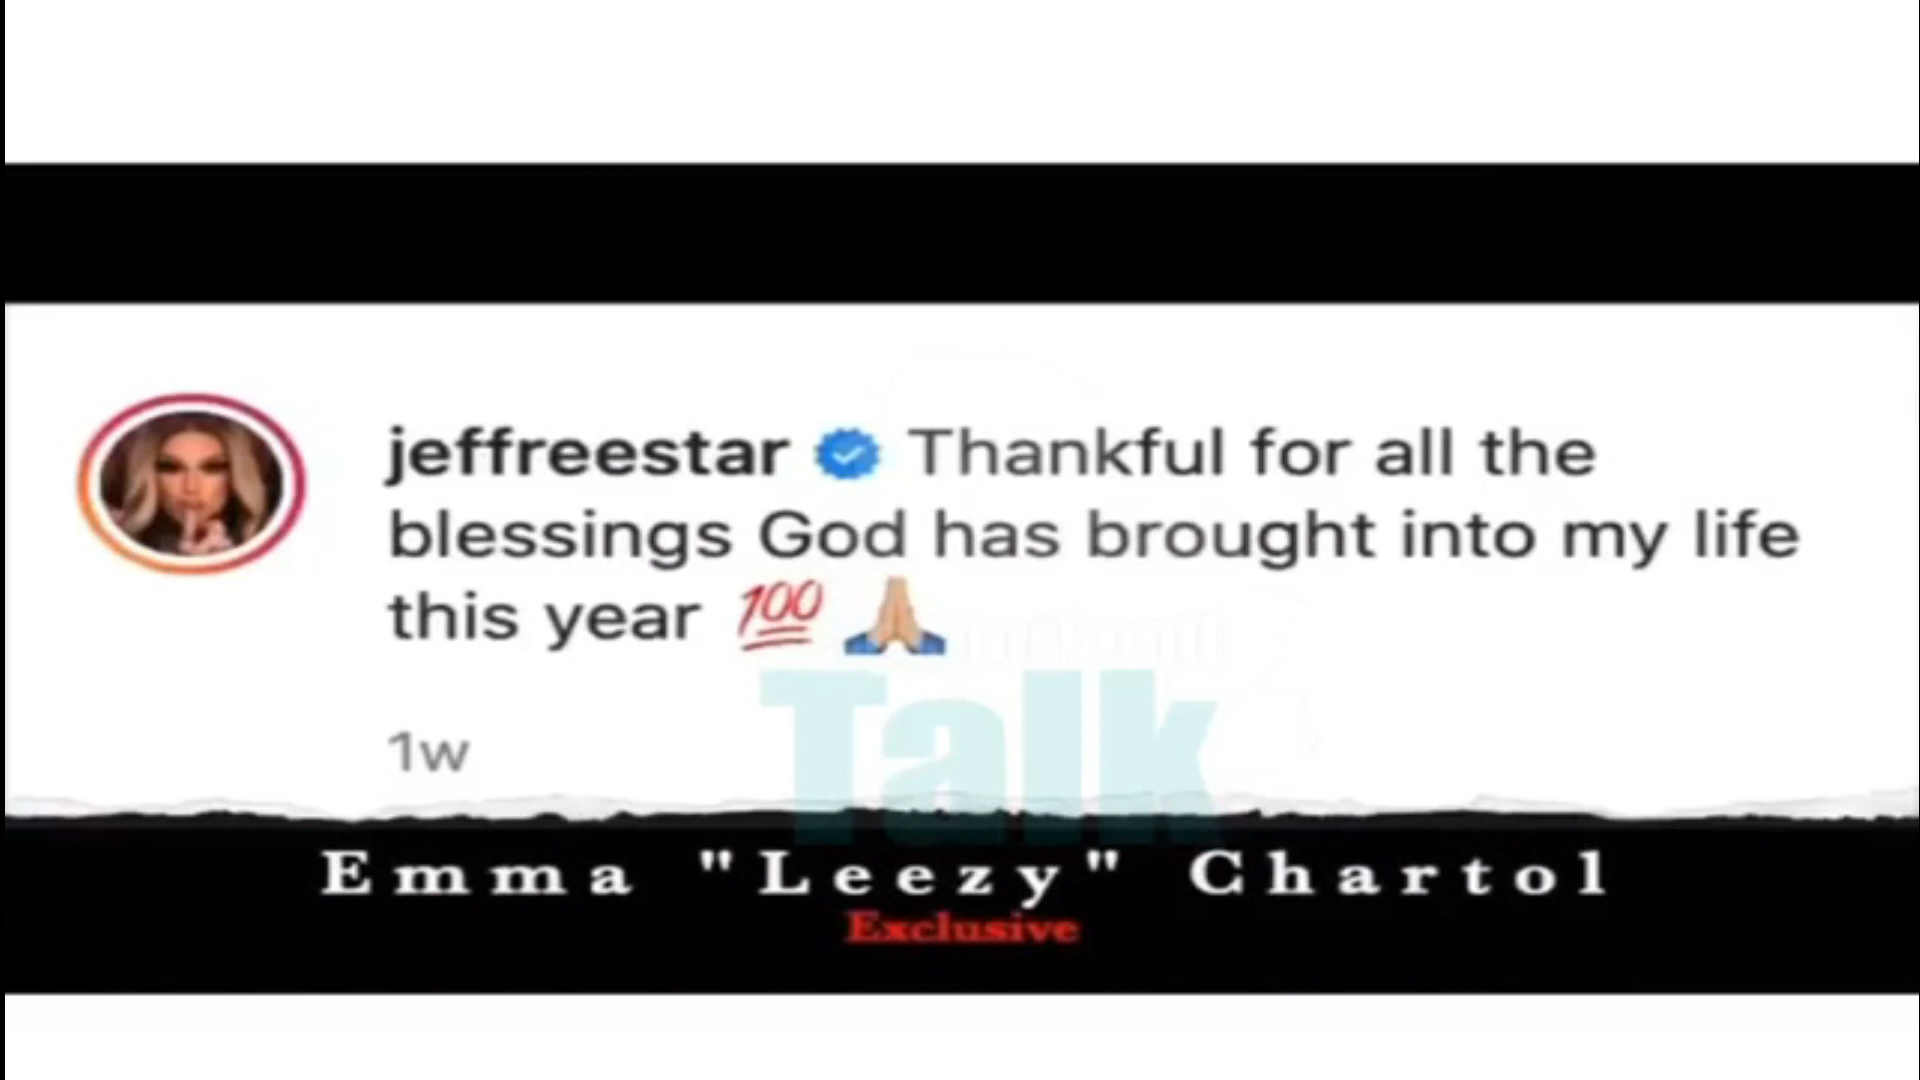 jeffreestar Thankful for all the
blessings God has brought into my life
this year 💯 🙏🏼
1w
Talk
Emma "Leezy" Chartol
Exclusive